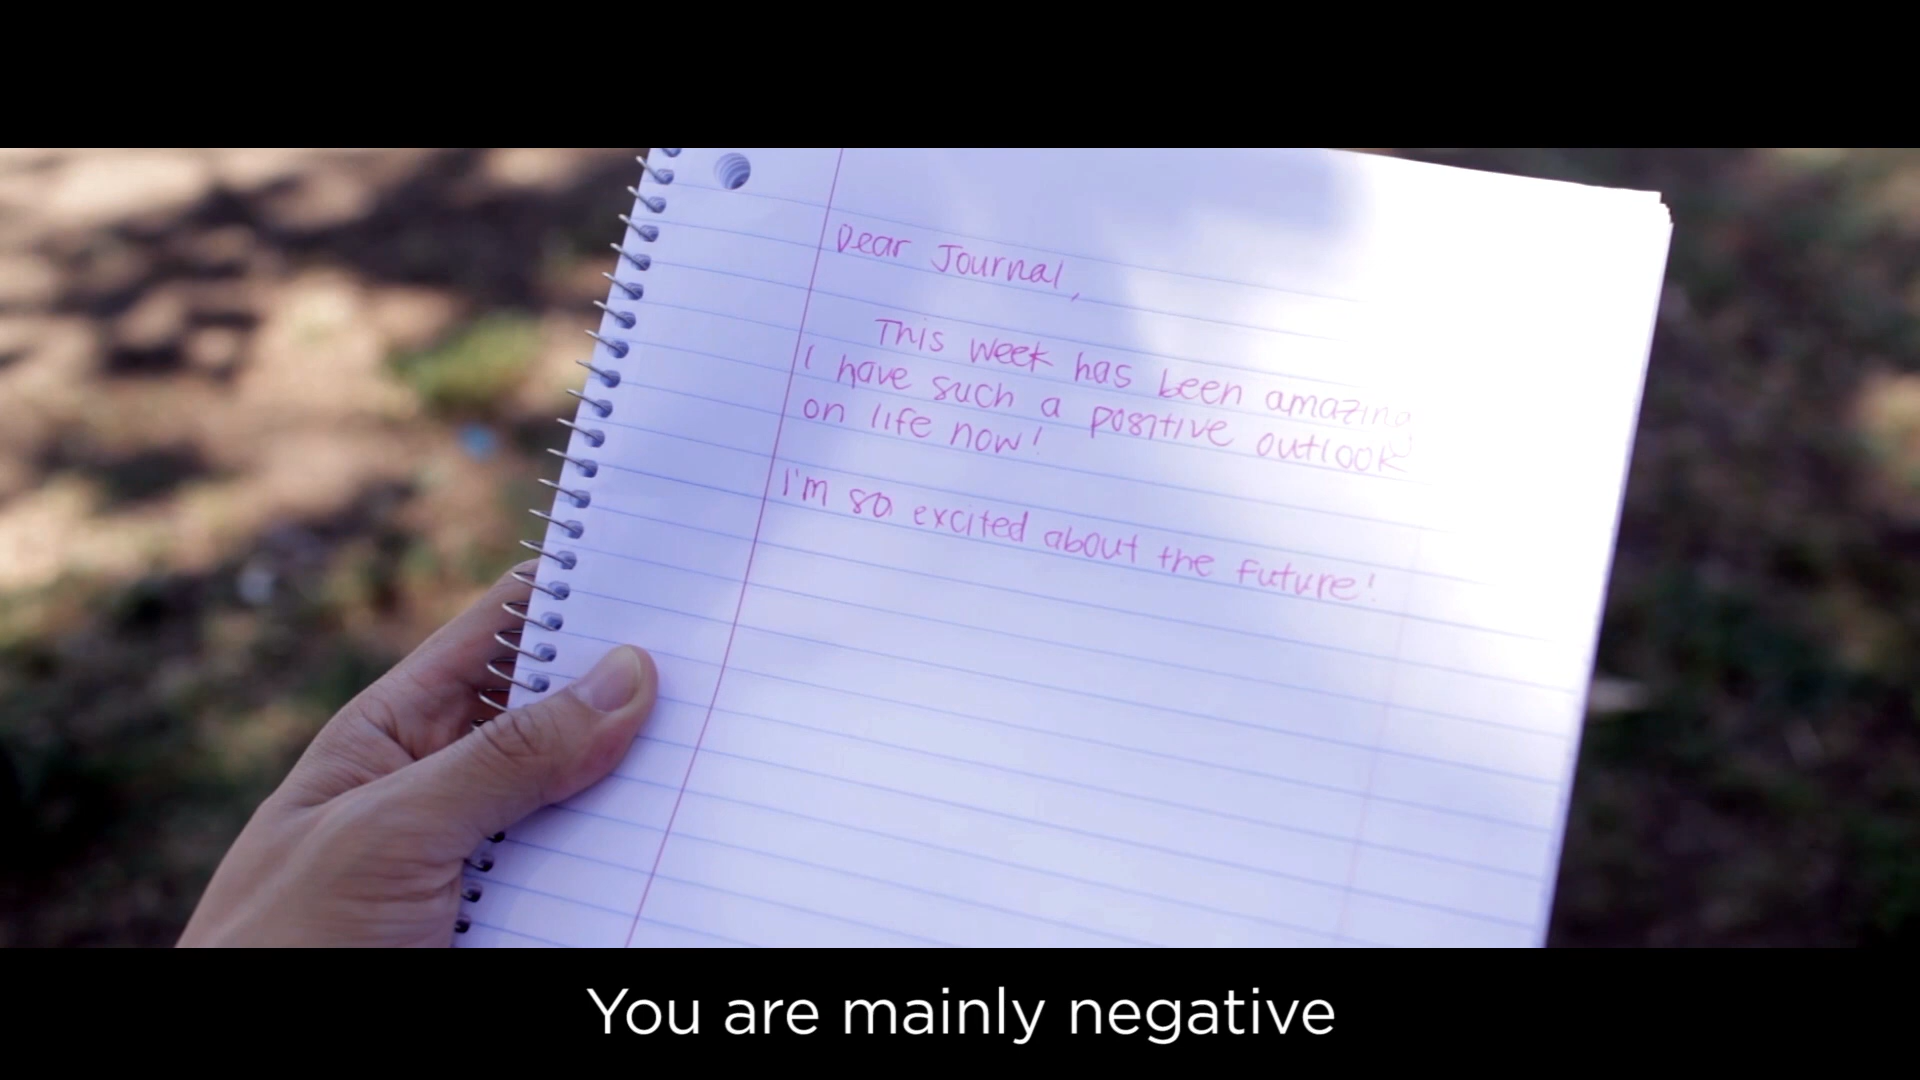 Dear Journal,
This week has been amazing
I have such a positive outlook
on life now!
I'm so excited about the future!
You are mainly negative